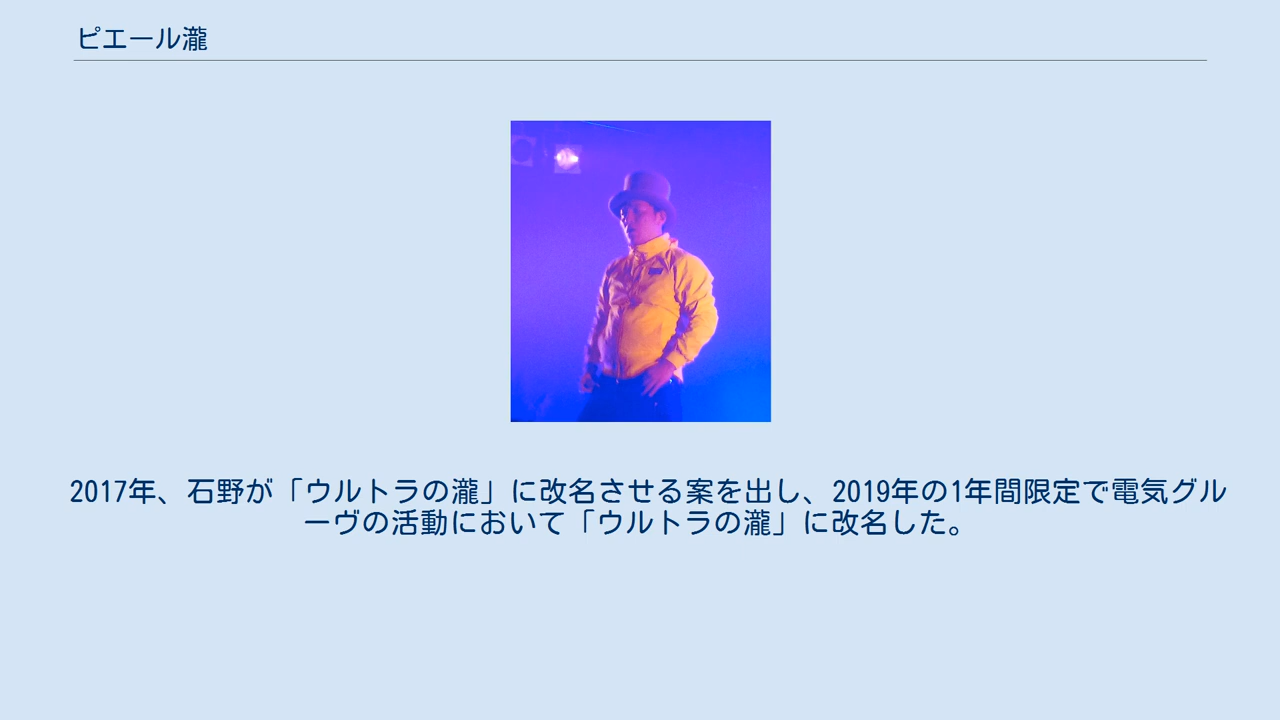 ピエール瀧
2017年、石野が「ウルトラの瀧」に改名させる案を出し、2019年の1年間限定で電気グル
ーヴの活動において「ウルトラの瀧」に改名した。